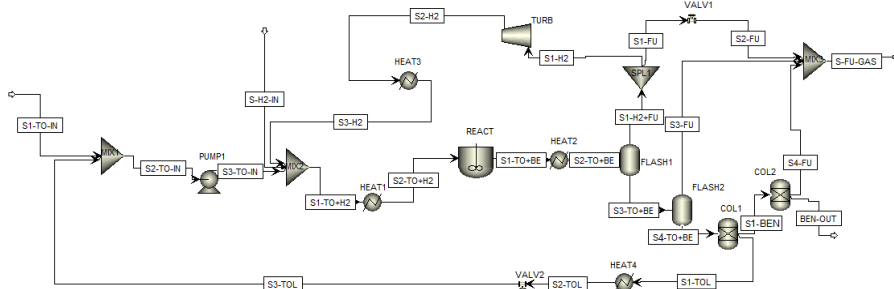 VALV1
S2-H2
TURB
S1-FU
S2-FU
S1-H2
HEAT3
SPL1
MIX3
S-FU-GAS
S-H2-IN
S3-H2
S1-H2+FU
S3-FU
S1-TO-IN
REACT
HEAT2
MIX1
S2-TO-IN
PUMP1
S3-TO-IN
MIX2
S1-TO+BE
S2-TO+BE
FLASH1
S4-FU
S2-TO+H2
COL2
HEAT1
FLASH2
S1-TO+H2
S3-TO+BE
COL1
S1-BEN
BEN-OUT
S4-TO+BE
HEAT4
S3-TOL
VALV2
S2-TOL
S1-TOL